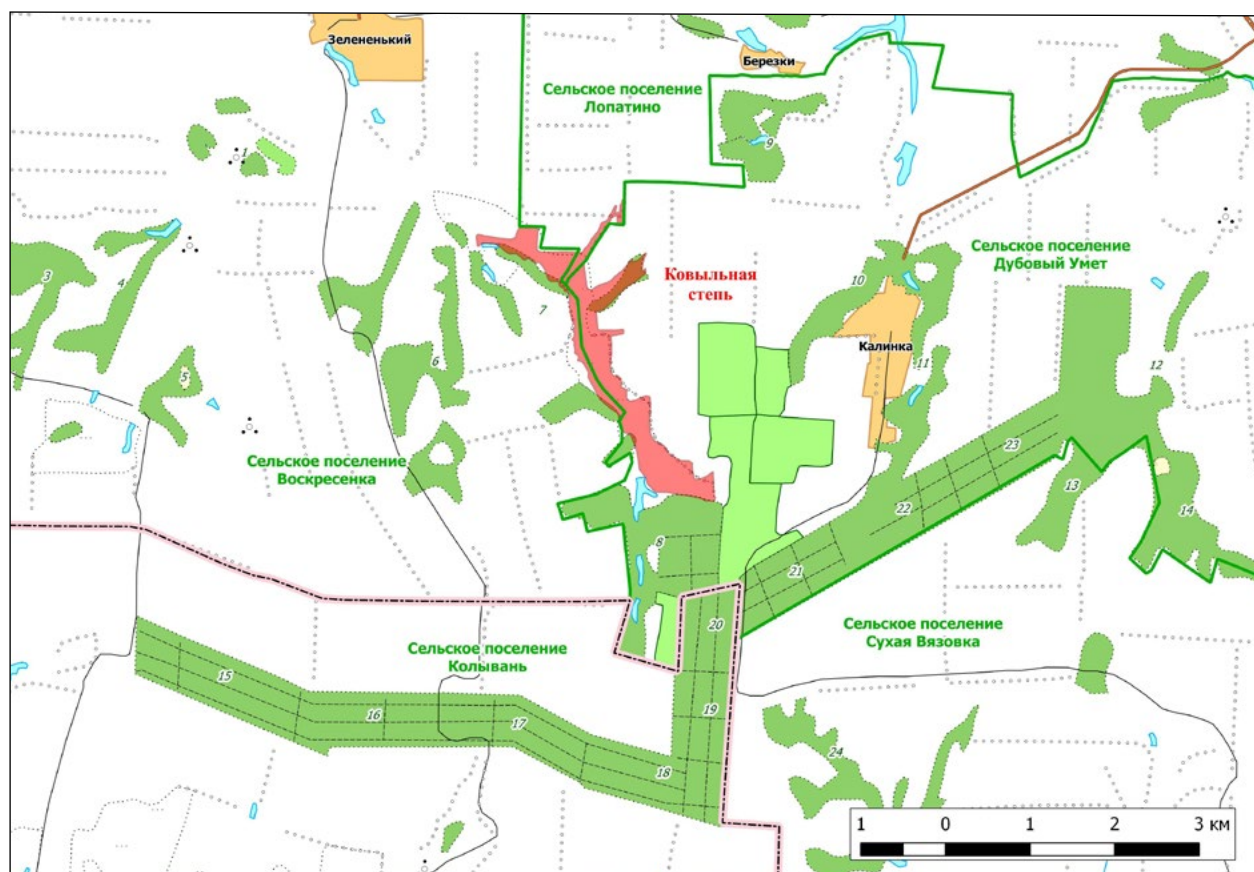 Зелененький
Березки
Сельское поселение
Лопатино
9
1
Сельское поселение
Дубовый Умет
3
4
10
Ковыльная
степь
7
Калинка
6
5
11
12
Сельское поселение
Воскресенка
23
13
22
14
8
21
20
Сельское поселение
Сухая Вязовка
Сельское поселение
Колывань
15
16
17
19
18
24
1 0 1 2 3 км